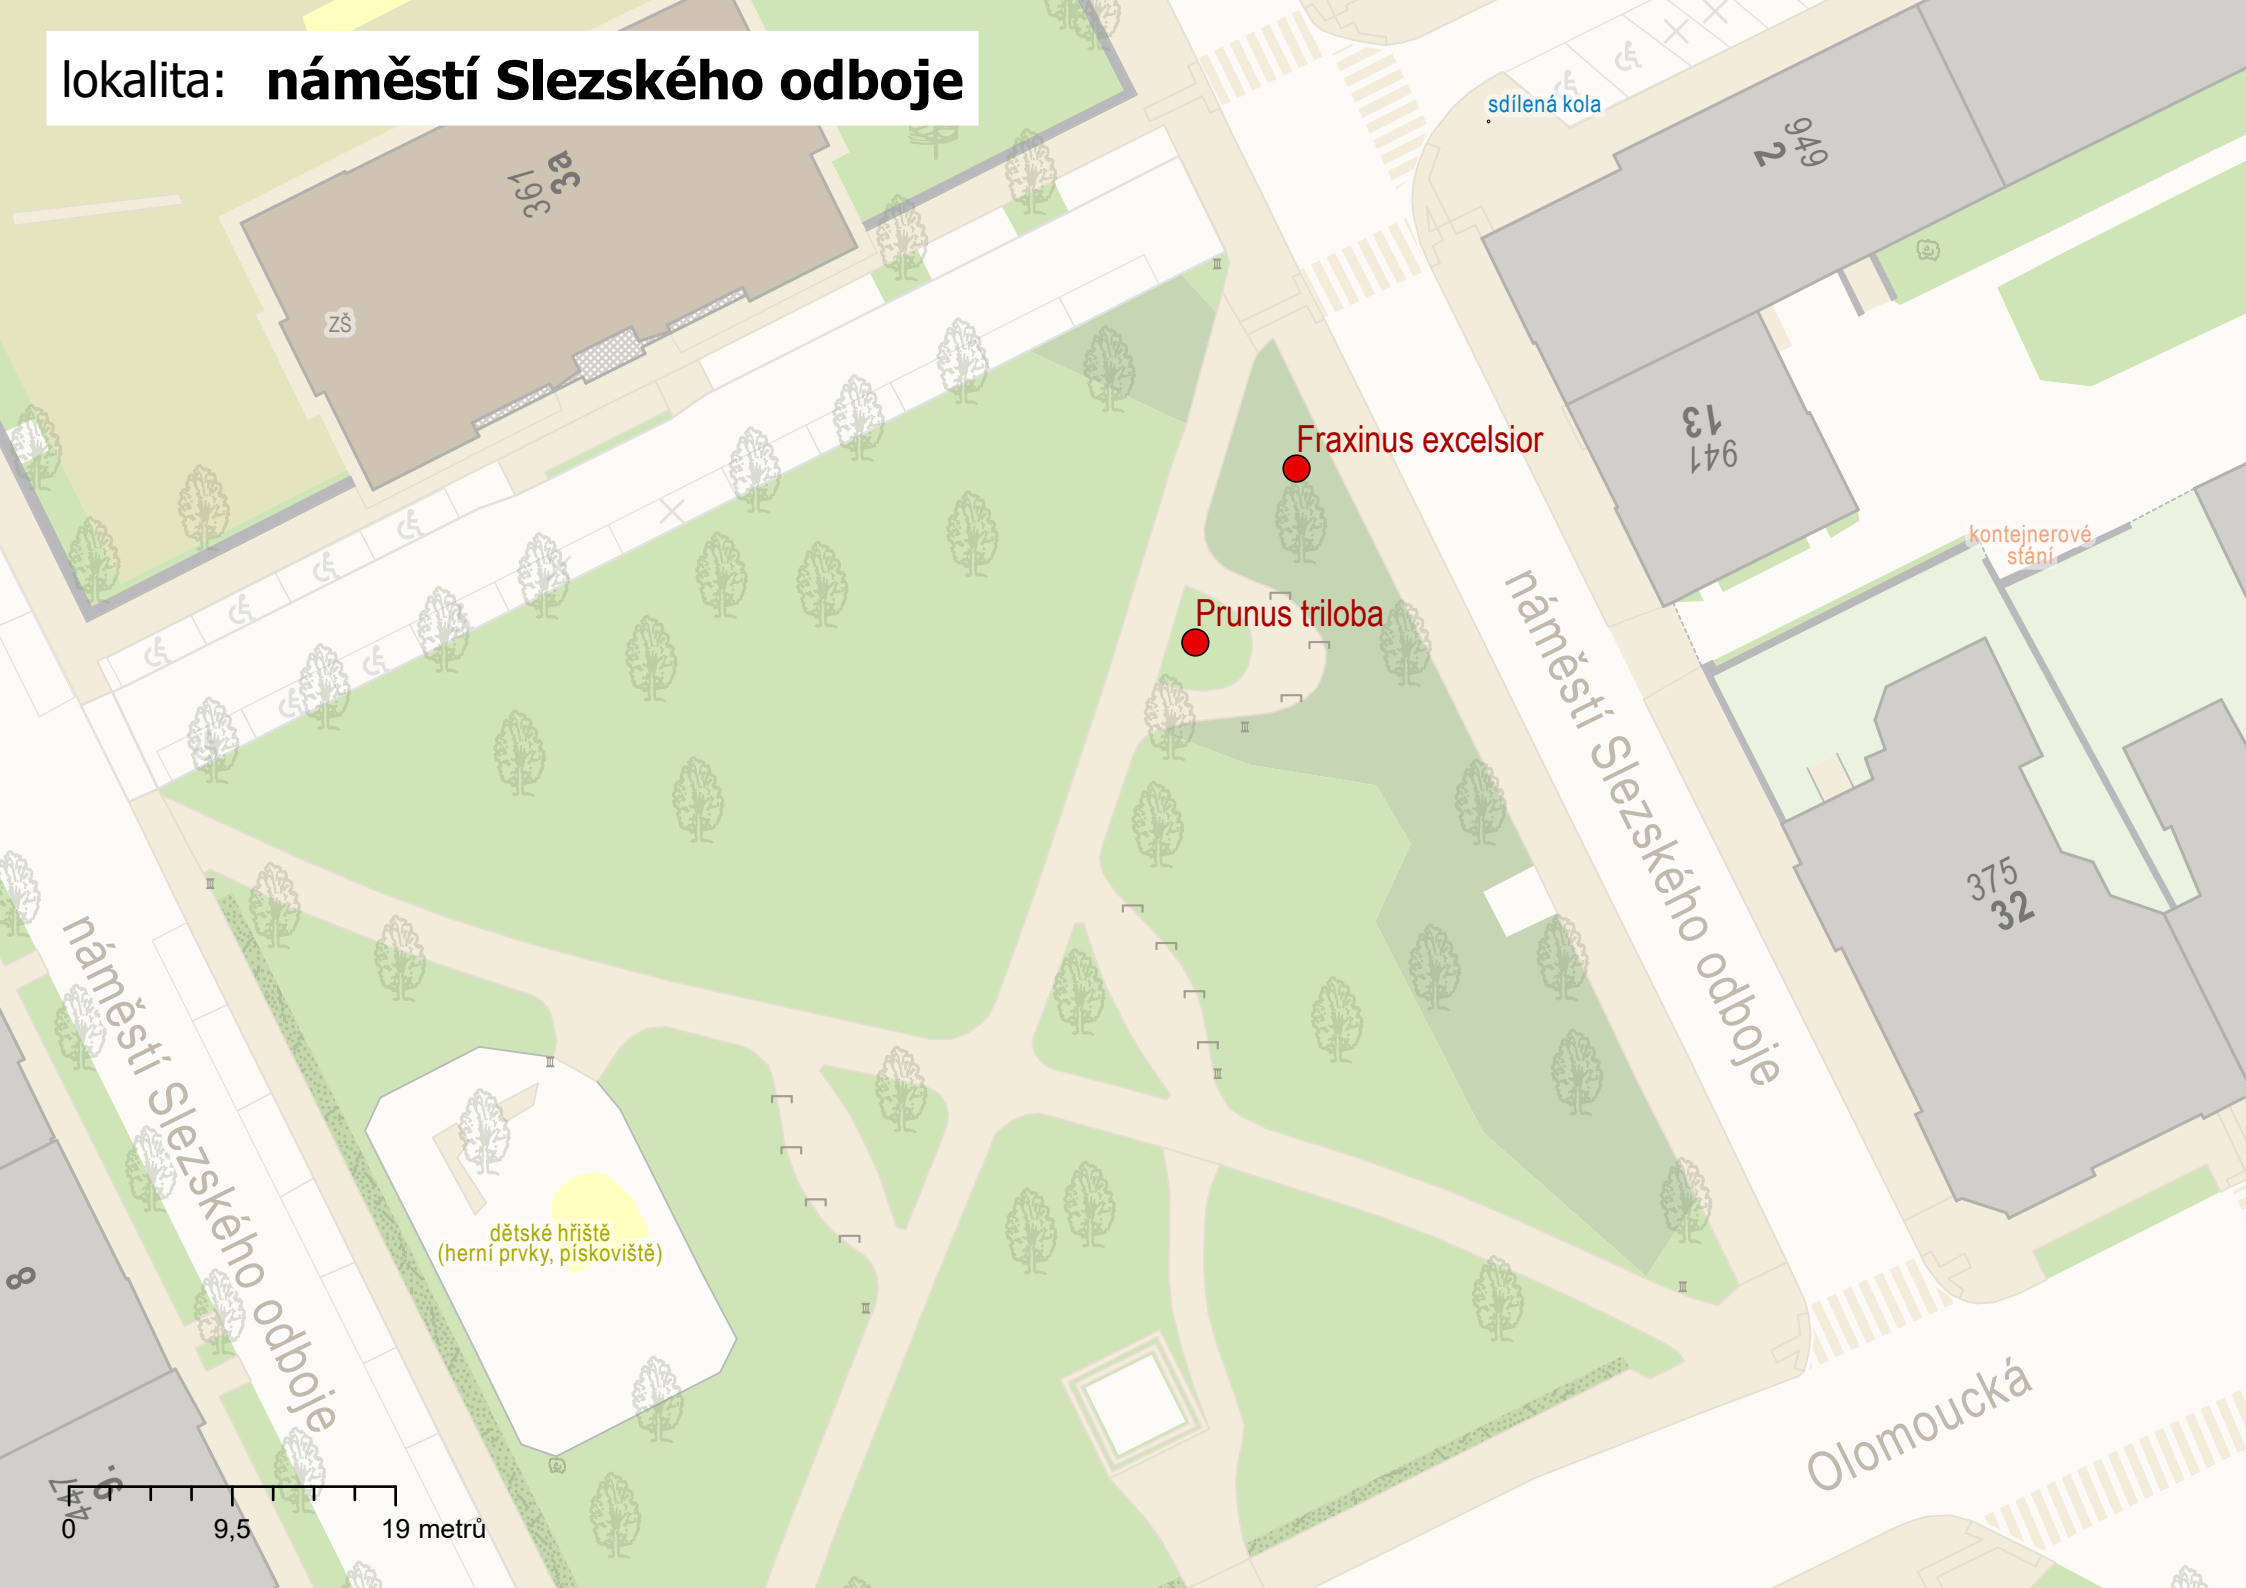 lokalita: náměstí Slezského odboje
sdílená kola
949
2
3a
361
ZŠ
Fraxinus excelsior
13
941
kontejnerové
stání
Prunus triloba
náměstí Slezského odboje
375
32
náměstí Slezského odboje
dětské hřiště
(herní prvky, pískoviště)
8
Olomoucká
447
0 9,5 19 metrů